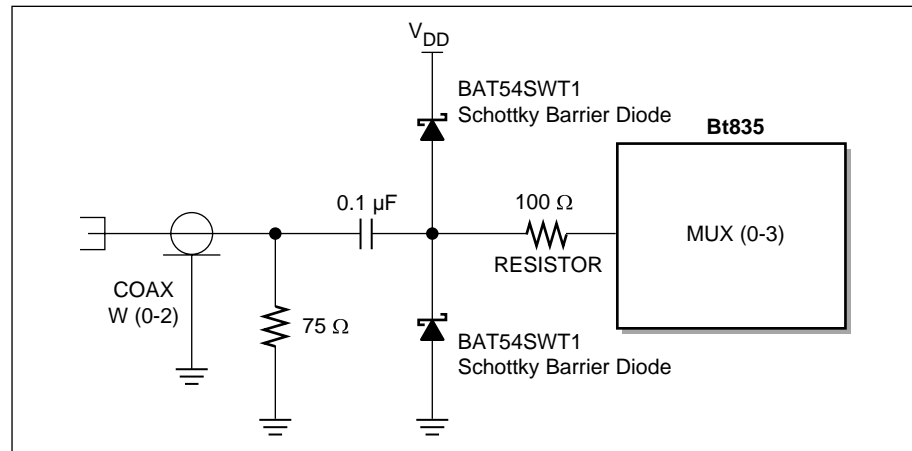 V_DD
BAT54SWT1
Schottky Barrier Diode
Bt835
0.1 µF
100 Ω
MUX (0-3)
RESISTOR
COAX
W (0-2)
75 Ω
BAT54SWT1
Schottky Barrier Diode